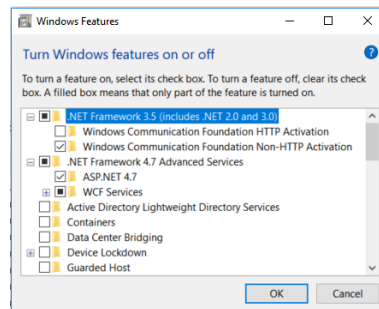 Windows Features
Turn Windows features on or off
To turn a feature on, select its check box. To turn a feature off, clear its check
box. A filled box means that only part of the feature is turned on.
.NET Framework 3.5 (includes .NET 2.0 and 3.0)
Windows Communication Foundation HTTP Activation
Windows Communication Foundation Non-HTTP Activation
.NET Framework 4.7 Advanced Services
ASP.NET 4.7
WCF Services
Active Directory Lightweight Directory Services
Containers
Data Center Bridging
Device Lockdown
Guarded Host
OK Cancel